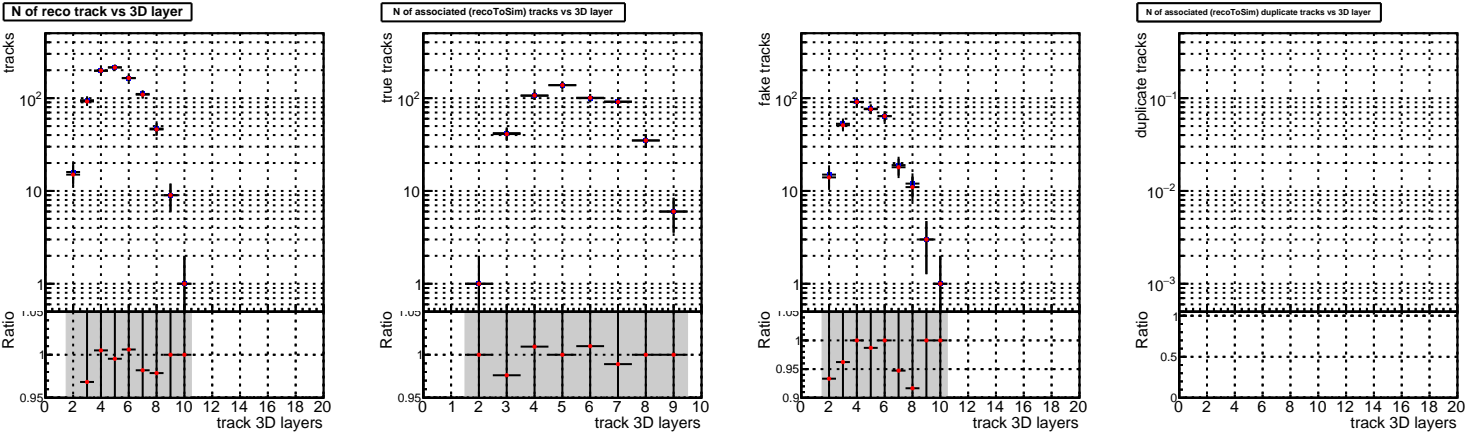 N of reco track vs 3D layer
tracks
10²
10
1
Ratio
1.05
1
0.95
0 2 4 6 8 10 12 14 16 18 20
track 3D layers
N of associated (recoToSim) tracks vs 3D layer
true tracks
10²
10
1
Ratio
1.05
1
0.95
0 1 2 3 4 5 6 7 8 9 10
track 3D layers
fake tracks
10²
10
1
Ratio
1.05
1
0.95
0.9
0 2 4 6 8 10 12 14 16 18 20
track 3D layers
N of associated (recoToSim) duplicate tracks vs 3D layer
duplicate tracks
10⁻¹
10⁻²
10⁻³
Ratio
1
0.5
0
0 2 4 6 8 10 12 14 16 18 20
track 3D layers